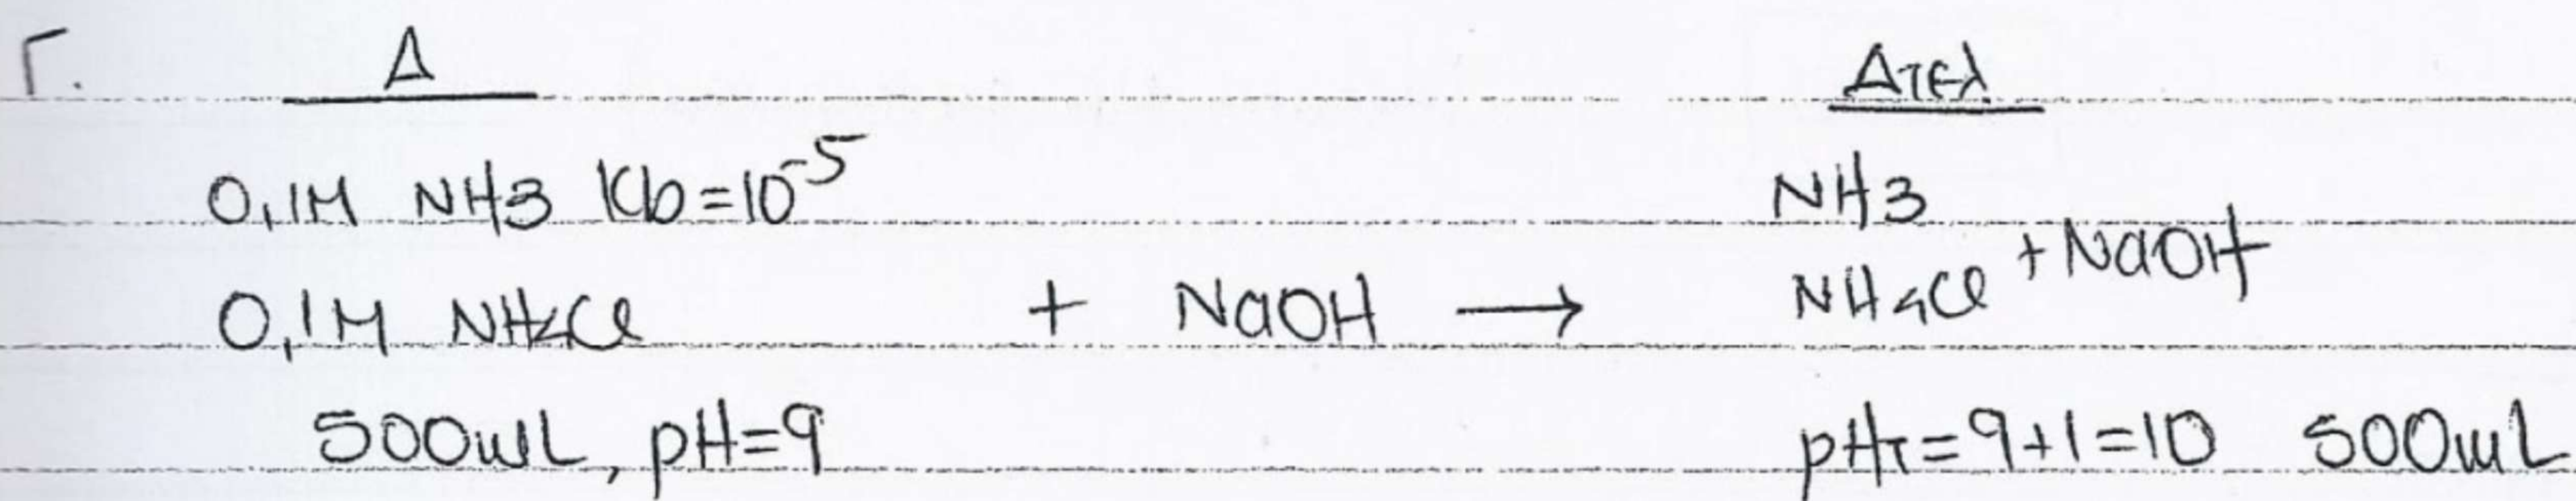 Γ. Δ Δτελ
0,1M NH3 Kb=10⁻⁵ NH3
0,1M NH4Cl + NaOH → NH4Cl + NaOH
500mL, pH=9 pHτ=9+1=10 500mL